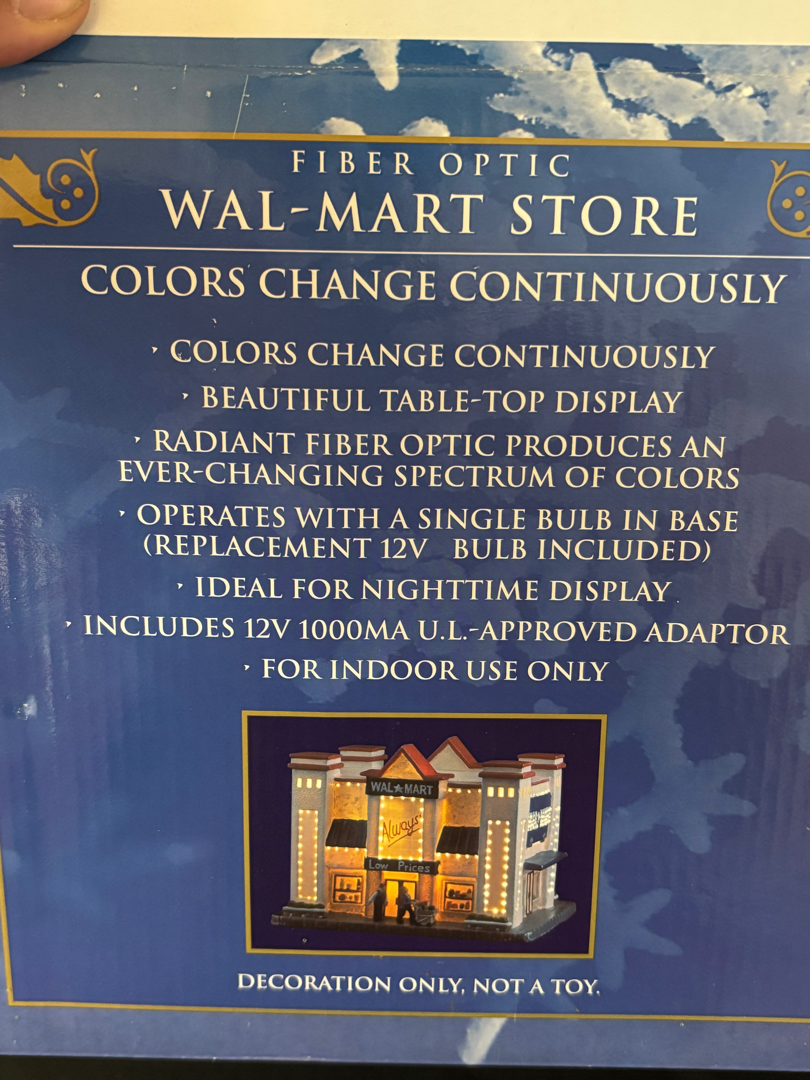 FIBER OPTIC
WAL-MART STORE
COLORS CHANGE CONTINUOUSLY
· COLORS CHANGE CONTINUOUSLY
· BEAUTIFUL TABLE-TOP DISPLAY
· RADIANT FIBER OPTIC PRODUCES AN
EVER-CHANGING SPECTRUM OF COLORS
· OPERATES WITH A SINGLE BULB IN BASE
(REPLACEMENT 12V BULB INCLUDED)
· IDEAL FOR NIGHTTIME DISPLAY
· INCLUDES 12V 1000MA U.L.-APPROVED ADAPTOR
· FOR INDOOR USE ONLY
WAL★MART
Always
Low Prices
DECORATION ONLY, NOT A TOY.